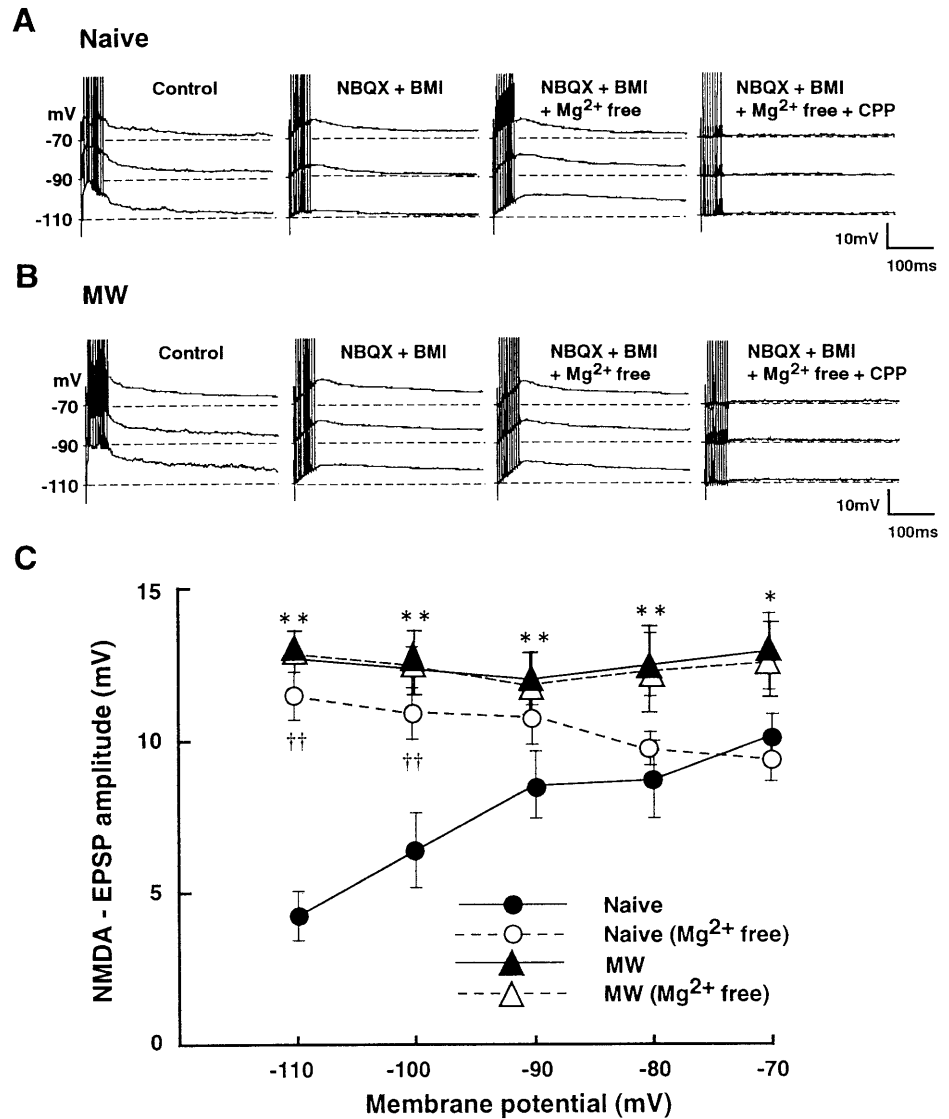 A
Naive
Control
NBQX + BMI
NBQX + BMI
+ Mg2+ free
NBQX + BMI
+ Mg2+ free + CPP
mV
-70
-90
-110
10mV
100ms
B
MW
Control
NBQX + BMI
NBQX + BMI
+ Mg2+ free
NBQX + BMI
+ Mg2+ free + CPP
mV
-70
-90
-110
10mV
100ms
C
NMDA - EPSP amplitude (mV)
15
10
5
0
** ** ** ** *
†† ††
Naive
Naive (Mg2+ free)
MW
MW (Mg2+ free)
-110 -100 -90 -80 -70
Membrane potential (mV)